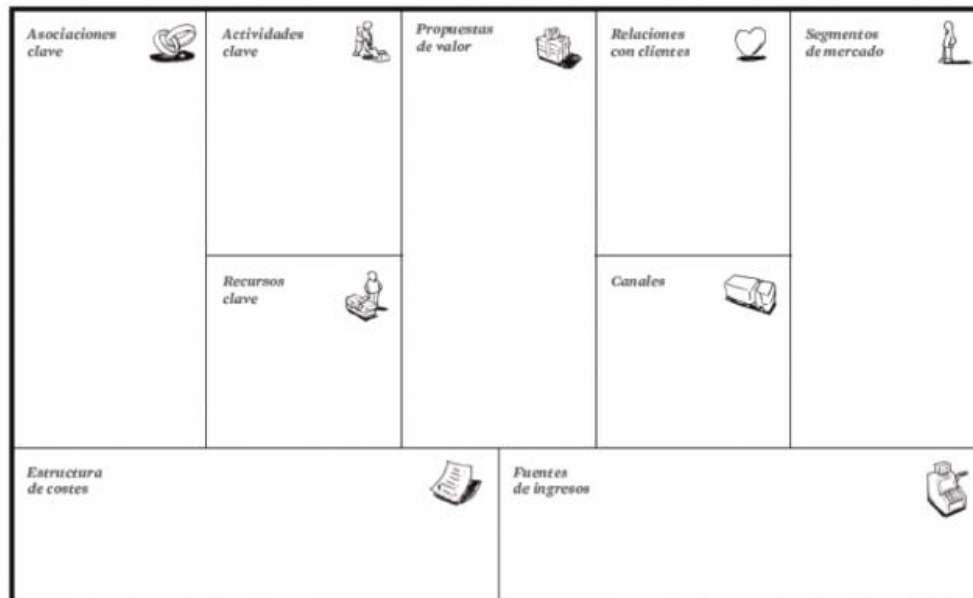 Asociaciones
clave
Actividades
clave
Propuestas
de valor
Relaciones
con clientes
Segmentos
de mercado
Recursos
clave
Canales
Estructura
de costes
Fuentes
de ingresos